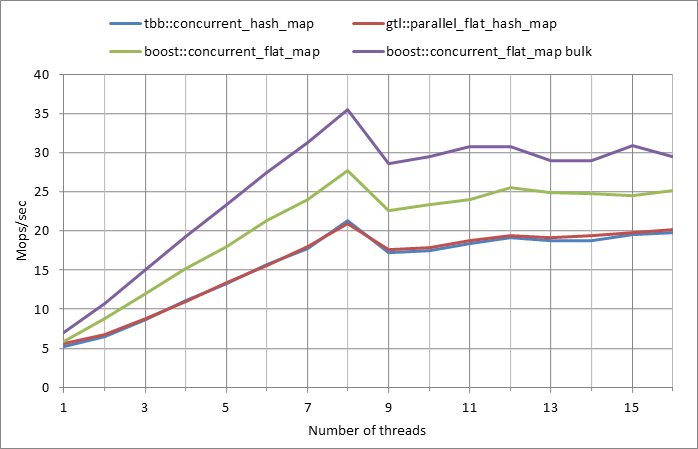 tbb::concurrent_hash_map gtl::parallel_flat_hash_map
boost::concurrent_flat_map boost::concurrent_flat_map bulk
40
35
30
25
20
15
10
5
0
Mops/sec
1 3 5 7 9 11 13 15
Number of threads